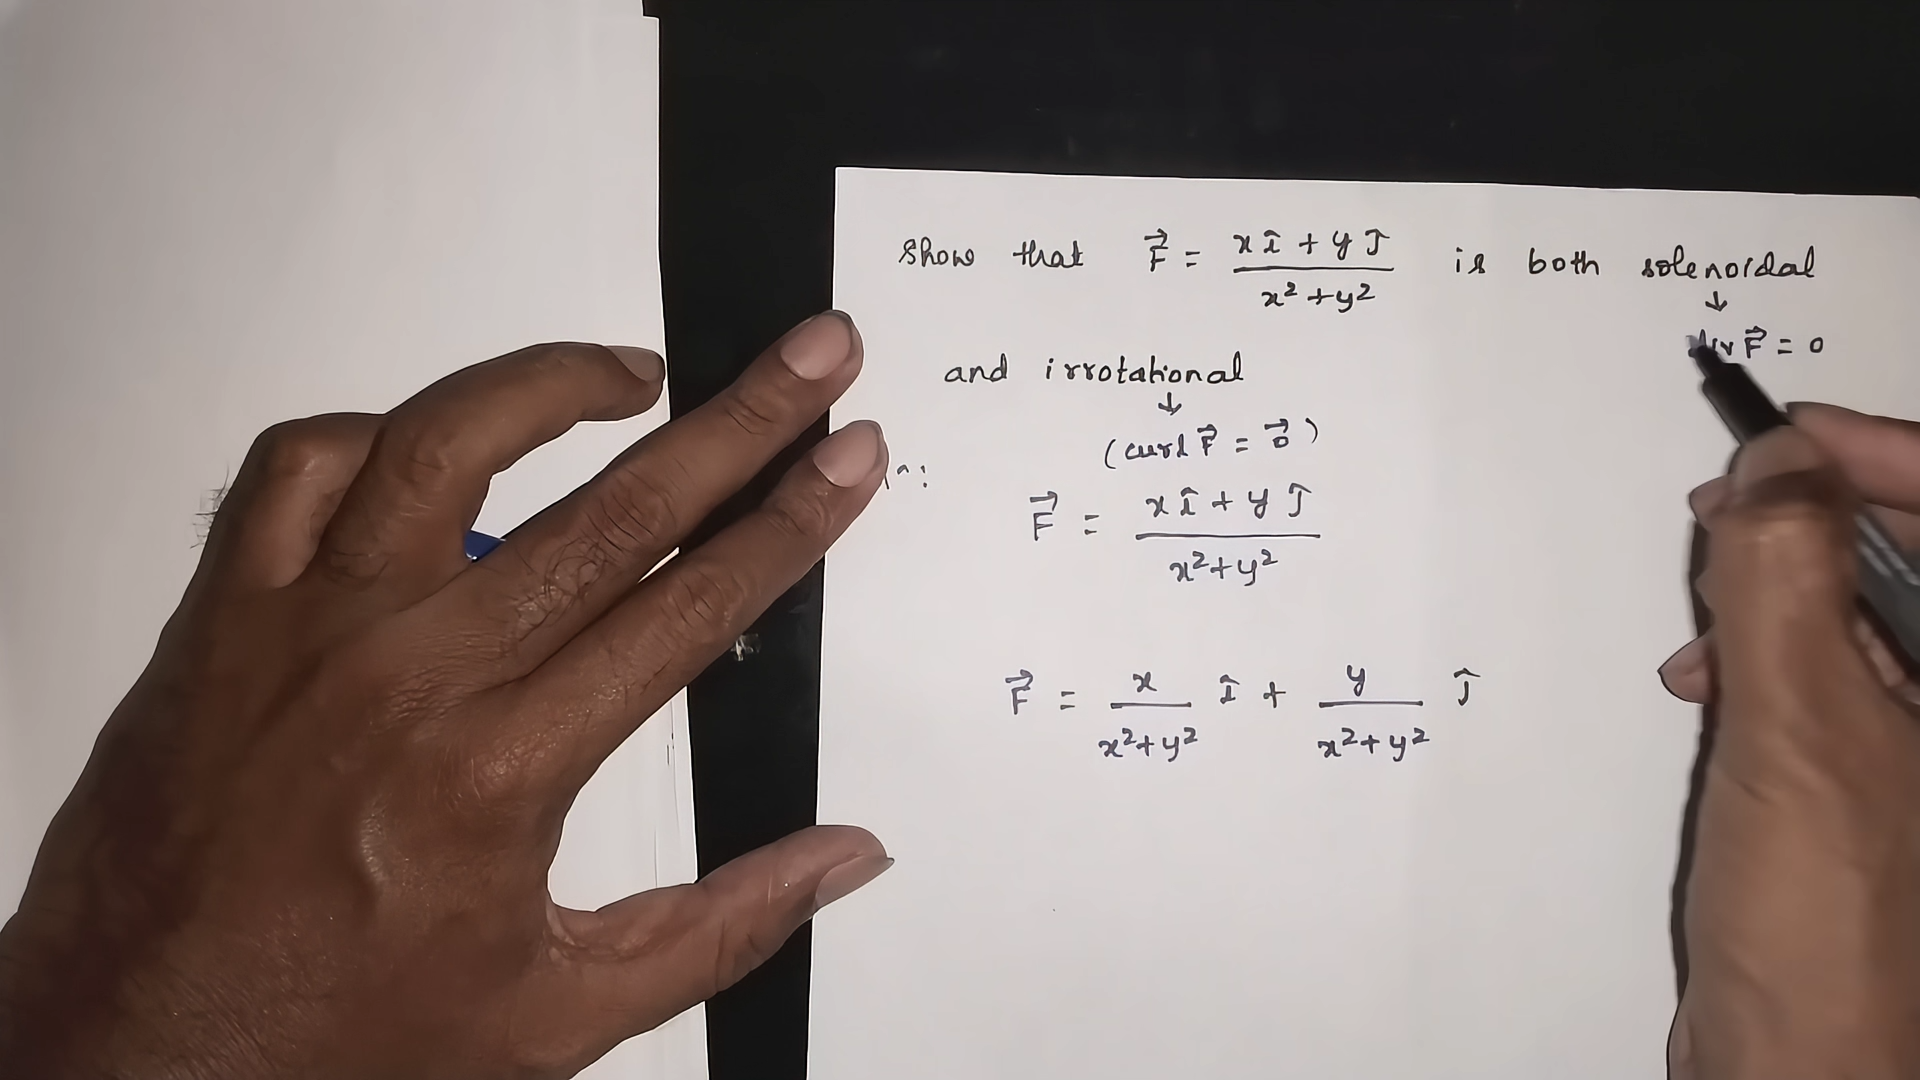 Show that F⃗ = (x î + y ĵ) / (x² + y²) is both solenoidal
↓
div F⃗ = 0
and irrotational
↓
(curl F⃗ = 0⃗)
F⃗ = (x î + y ĵ) / (x² + y²)
F⃗ = x / (x² + y²) î + y / (x² + y²) ĵ